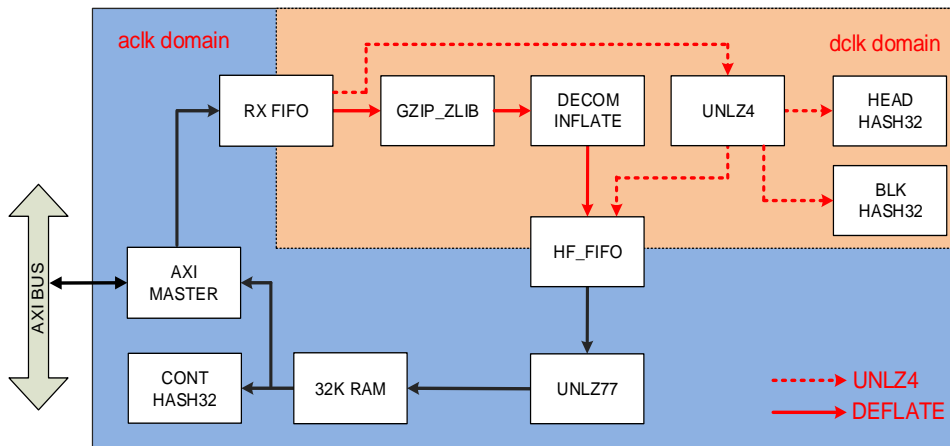 aclk domain
dclk domain
RX FIFO
GZIP_ZLIB
DECOM
INFLATE
UNLZ4
HEAD
HASH32
BLK
HASH32
HF_FIFO
AXI BUS
AXI
MASTER
CONT
HASH32
32K RAM
UNLZ77
UNLZ4
DEFLATE